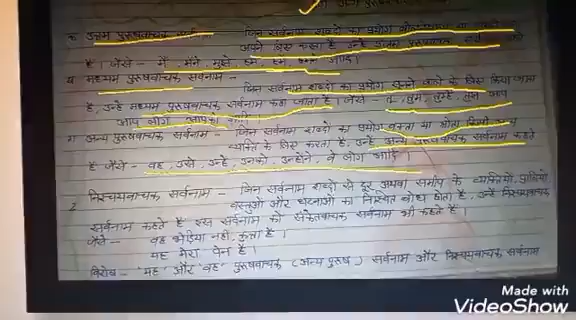 क उत्तम पुरुषवाचक
जिन सर्वनाम शब्दो का प्रयोग
अपने लिए करता है, उन्हें उत्तम पुरुषवाचक
है। जैसे - मैं, मैंने, मुझे, हम, आदि।
मध्यम पुरुषवाचक सर्वनाम -
जिन सर्वनाम शब्दो का प्रयोग सुनने वाले के लिए किया जाता
है, उन्हें मध्यम पुरुषवाचक सर्वनाम कहा जाता है। जैसे - तुम, तुम्हे, आप
आप लोग, आपको
ग अन्य पुरुषवाचक सर्वनाम - जिन सर्वनाम शब्दो का प्रयोग वक्ता या श्रोता
व्यक्ति के लिए करता है, उन्हें अन्य पुरुषवाचक सर्वनाम कहते
है जैसे - वह, उसे, उन्हें, उनको, उन्होंने, वे लोग आदि।
2 निश्चयवाचक सर्वनाम - जिन सर्वनाम शब्दो से दूर अथवा समीप के व्यक्तियों, प्राणियों
वस्तुओं और घटनाओं का निश्चित बोध होता है, उन्हें निश्चयवाचक
सर्वनाम कहते हैं इस सर्वनाम को संकेतवाचक सर्वनाम भी कहते है।
जैसे - वह भेड़िया नही, कुत्ता है।
यह मेरा पेन है।
विशेष - "यह" और "वह" पुरुषवाचक (अन्य पुरुष) सर्वनाम और निश्चयवाचक सर्वनाम
Made with
VideoShow